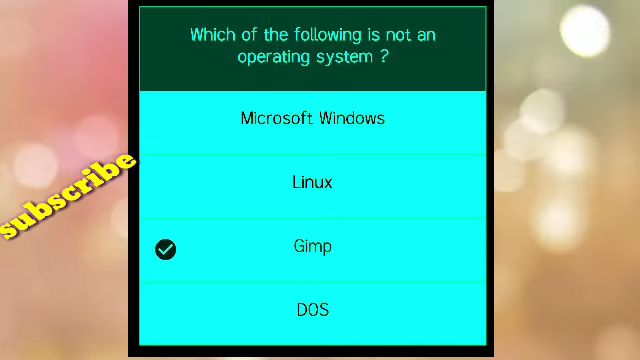 Which of the following is not an
operating system ?
Microsoft Windows
Linux
Gimp
DOS
subscribe